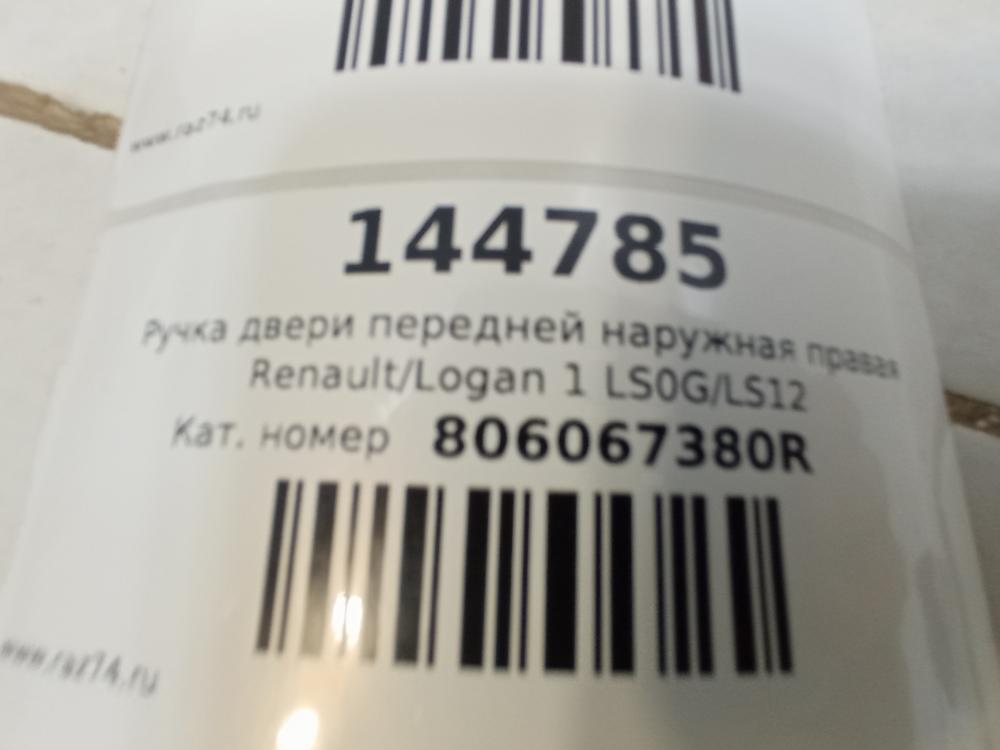 www.raz74.ru
144785
Ручка двери передней наружная правая
Renault/Logan 1 LS0G/LS12
Кат. номер 806067380R
www.raz74.ru